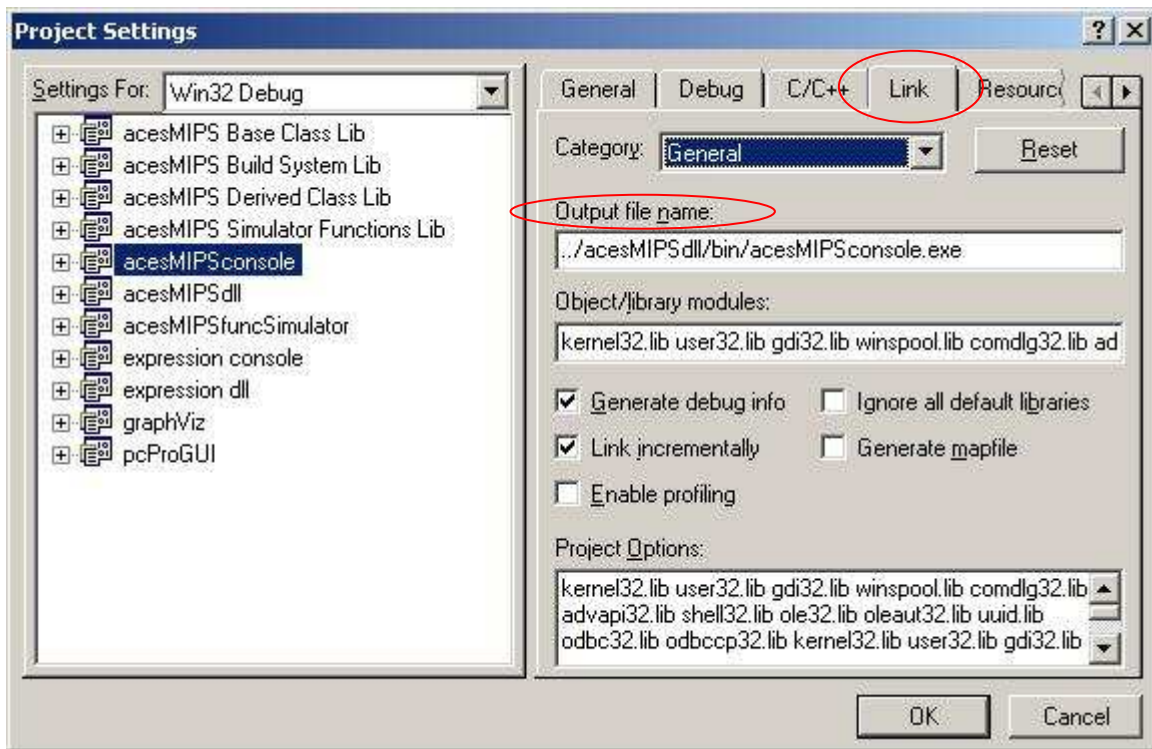 Project Settings
Settings For: Win32 Debug
acesMIPS Base Class Lib
acesMIPS Build System Lib
acesMIPS Derived Class Lib
acesMIPS Simulator Functions Lib
acesMIPSconsole
acesMIPSdll
acesMIPSfuncSimulator
expression console
expression dll
graphViz
pcProGUI
General Debug C/C++ Link Resourc
Category: General Reset
Output file name:
../acesMIPSdll/bin/acesMIPSconsole.exe
Object/library modules:
kernel32.lib user32.lib gdi32.lib winspool.lib comdlg32.lib ad
Generate debug info Ignore all default libraries
Link incrementally Generate mapfile
Enable profiling
Project Options:
kernel32.lib user32.lib gdi32.lib winspool.lib comdlg32.lib
advapi32.lib shell32.lib ole32.lib oleaut32.lib uuid.lib
odbc32.lib odbccp32.lib kernel32.lib user32.lib gdi32.lib
OK Cancel